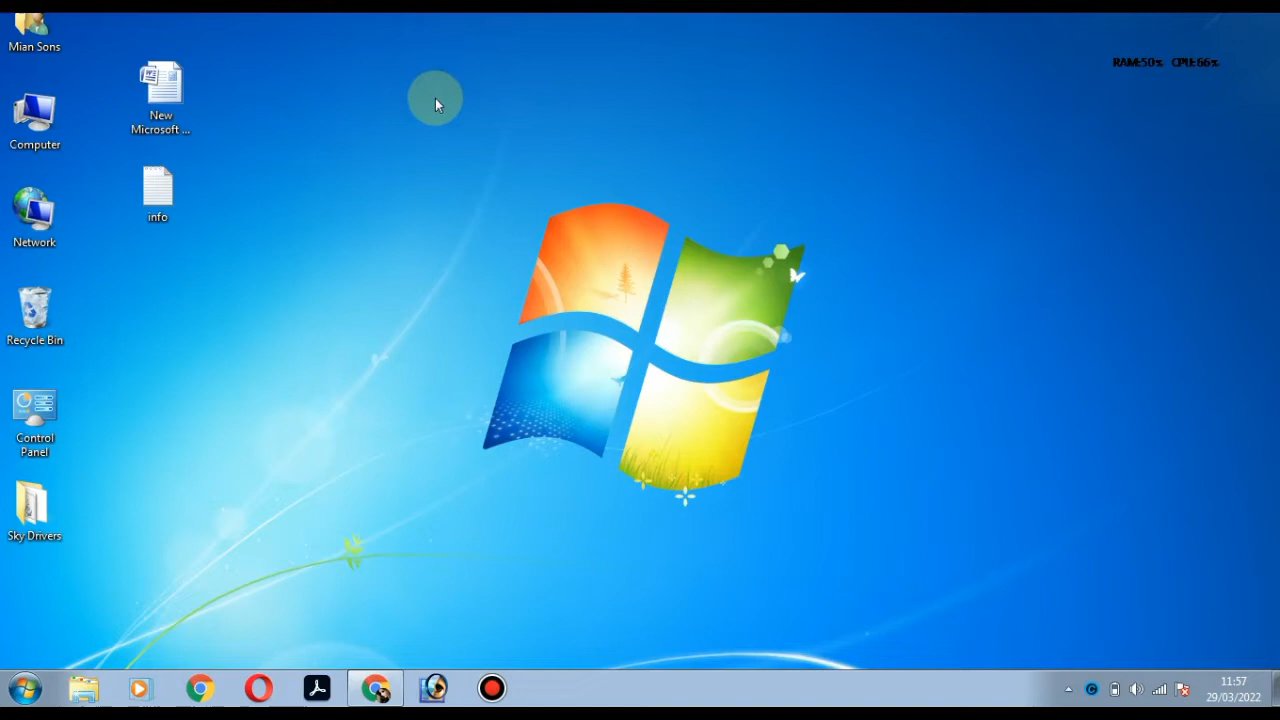 Mian Sons
Computer
Network
Recycle Bin
Control
Panel
Sky Drivers
New
Microsoft ...
info
RAM:50% CPU:66%
11:57
29/03/2022